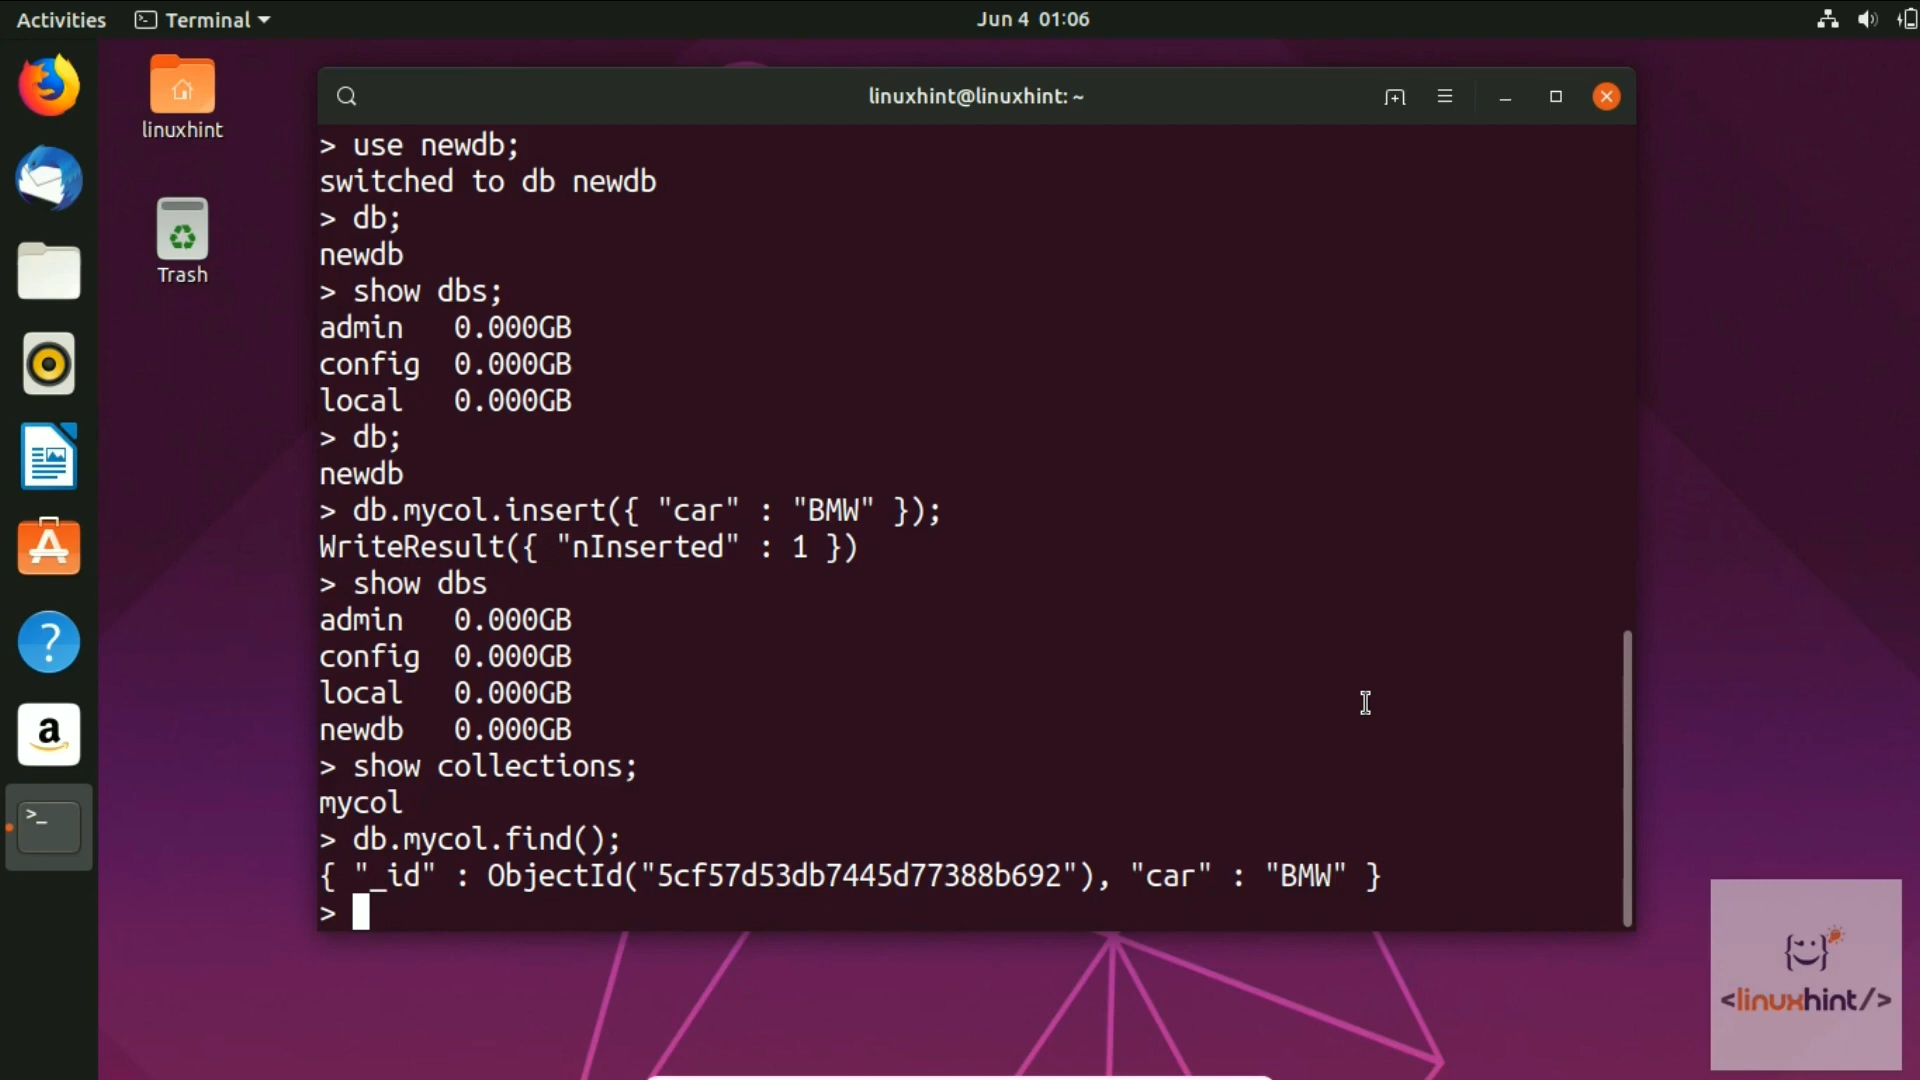 Activities Terminal Jun 4 01:06
linuxhint
Trash
linuxhint@linuxhint: ~
> use newdb;
switched to db newdb
> db;
newdb
> show dbs;
admin 0.000GB
config 0.000GB
local 0.000GB
> db;
newdb
> db.mycol.insert({ "car" : "BMW" });
WriteResult({ "nInserted" : 1 })
> show dbs
admin 0.000GB
config 0.000GB
local 0.000GB
newdb 0.000GB
> show collections;
mycol
> db.mycol.find();
{ "_id" : ObjectId("5cf57d53db7445d77388b692"), "car" : "BMW" }
>
<linuxhint/>